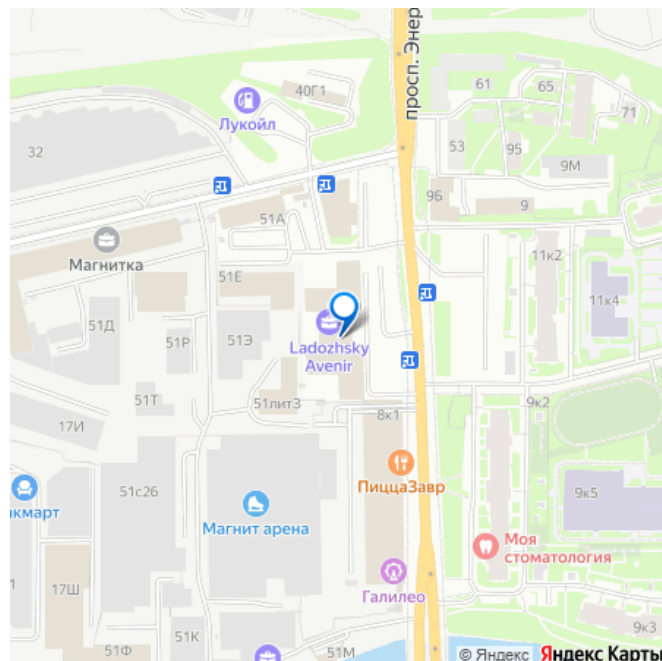 просп. Энер
40Г1
Лукойл
61
65
71
53
95
32
9М
9Б
9
51А
Магнитка
11к2
51Е
11к4
51Д
51Р
51Э
Ladozhsky
Avenir
51Т
51лит3
8к1
9к2
17И
51с26
ПиццаЗавр
9к5
акмарт
Магнит арена
Моя
стоматология
1
17Ш
Галилео
51Ф
51К
51М
9к3
© Яндекс Яндекс Карты